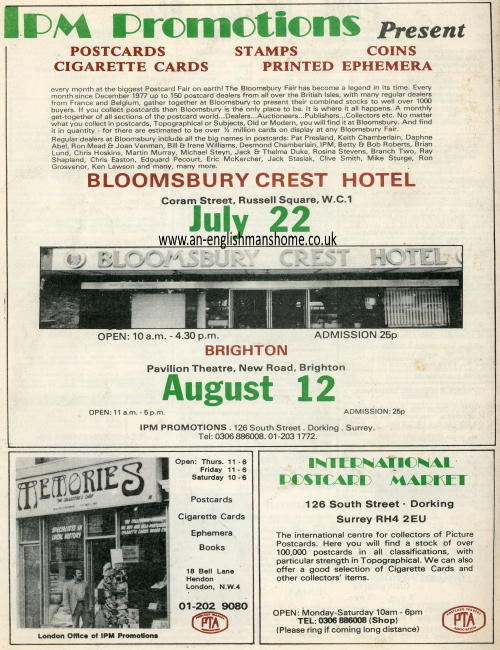 IPM Promotions Present
POSTCARDS STAMPS COINS
CIGARETTE CARDS PRINTED EPHEMERA
every month at the biggest Postcard Fair on earth! The Bloomsbury Fair has become a legend in its time. Every
month since December 1977 up to 150 postcard dealers from all over the British Isles, with many regular dealers
from France and Belgium, gather together at Bloomsbury to present their combined stocks to well over 1000
buyers. If you collect postcards then Bloomsbury is the only place to be. It is where it all happens. A monthly
get-together of all sections of the postcard world...Dealers...Auctioneers...Publishers...Collectors etc. No matter
what you collect in postcards, Topographical or Subjects, Old or Modern, you will find it at Bloomsbury. And find
it in quantity - for there are estimated to be over ½ million cards on display at any Bloomsbury Fair.
Regular dealers at Bloomsbury include all the big names in postcards: Pat Presland, Keith Chamberlain, Daphne
Abel, Ron Mead & Joan Venman, Bill & Irene Williams, Desmond Chamberlain, IPM, Betty & Bob Roberts, Brian
Lund, Chris Hoskins, Martin Murray, Michael Steyn, Jack & Thelma Duke, Rosina Stevens, Branch Two, Ray
Shapland, Chris Easton, Edouard Pecourt, Eric McKercher, Jack Stasiak, Clive Smith, Mike Sturge, Ron
Grosvenor, Ken Lawson and many, many more.
BLOOMSBURY CREST HOTEL
Coram Street, Russell Square, W.C.1
July 22
www.an-englishmanshome.co.uk
BLOOMSBURY CREST HOTEL
OPEN: 10 a.m. - 4.30 p.m. ADMISSION 25p
BRIGHTON
Pavilion Theatre, New Road, Brighton
August 12
OPEN: 11 a.m. - 5 p.m. ADMISSION: 25p
IPM PROMOTIONS . 126 South Street . Dorking . Surrey.
Tel: 0306 886008. 01-203 1772.
MEMORIES
THE COLLECTOR'S SHOP
SPECIALISTS IN
LOCAL HISTORY
Open: Thurs. 11 - 6
Friday 11 - 6
Saturday 10 - 6
Postcards
Cigarette Cards
Ephemera
Books
18 Bell Lane
Hendon
London, N.W.4
01-202 9080
PTA
London Office of IPM Promotions
INTERNATIONAL
POSTCARD MARKET
126 South Street · Dorking
Surrey RH4 2EU
The international centre for collectors of Picture
Postcards. Here you will find a stock of over
100,000 postcards in all classifications, with
particular strength in Topographical. We can also
offer a good selection of Cigarette Cards and
other collectors' items.
OPEN: Monday-Saturday 10am - 6pm
TEL: 0306 886008 (Shop)
(Please ring if coming long distance)
POSTCARD TRADERS
PTA
ASSOCIATION